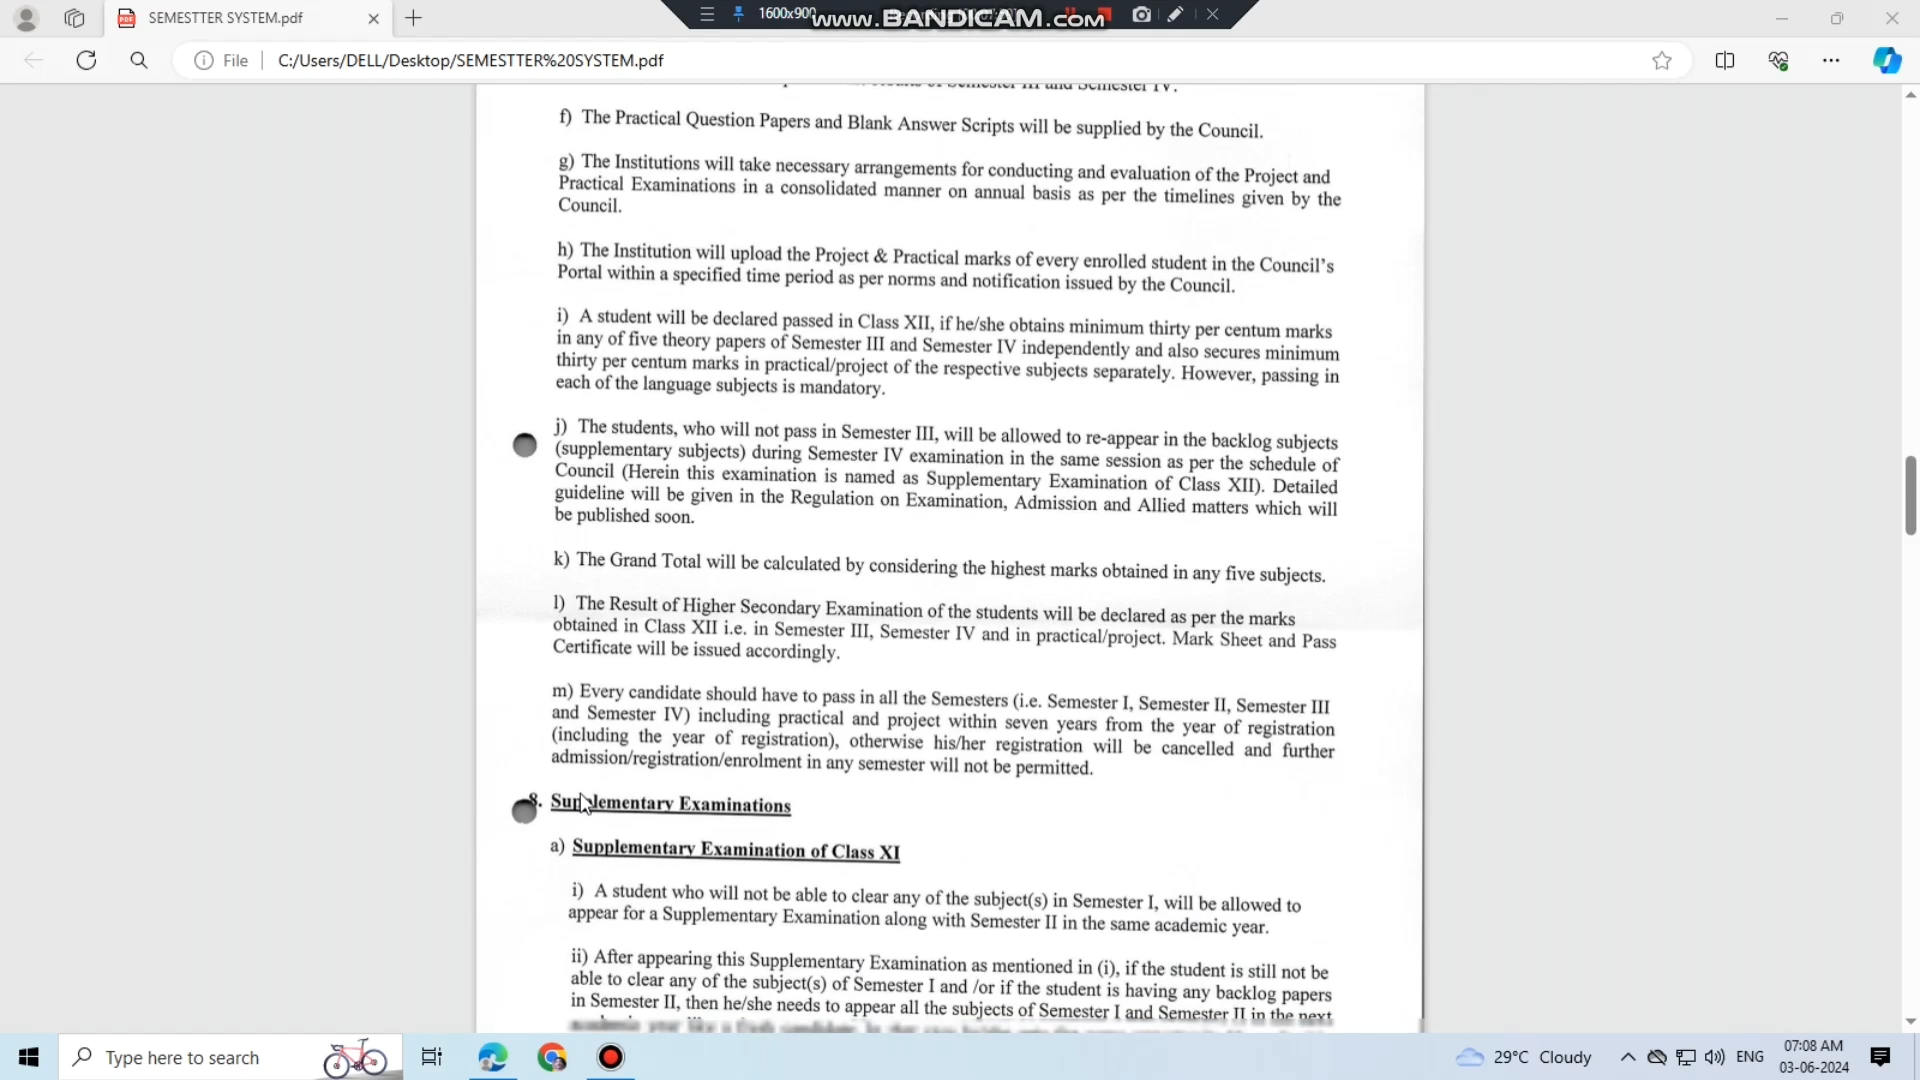 SEMESTTER SYSTEM.pdf
1600x900
www.BANDICAM.com
File
C:/Users/DELL/Desktop/SEMESTTER%20SYSTEM.pdf
of Semester III and Semester IV.
f) The Practical Question Papers and Blank Answer Scripts will be supplied by the Council.
g) The Institutions will take necessary arrangements for conducting and evaluation of the Project and
Practical Examinations in a consolidated manner on annual basis as per the timelines given by the
Council.
h) The Institution will upload the Project & Practical marks of every enrolled student in the Council's
Portal within a specified time period as per norms and notification issued by the Council.
i) A student will be declared passed in Class XII, if he/she obtains minimum thirty per centum marks
in any of five theory papers of Semester III and Semester IV independently and also secures minimum
thirty per centum marks in practical/project of the respective subjects separately. However, passing in
each of the language subjects is mandatory.
j) The students, who will not pass in Semester III, will be allowed to re-appear in the backlog subjects
(supplementary subjects) during Semester IV examination in the same session as per the schedule of
Council (Herein this examination is named as Supplementary Examination of Class XII). Detailed
guideline will be given in the Regulation on Examination, Admission and Allied matters which will
be published soon.
k) The Grand Total will be calculated by considering the highest marks obtained in any five subjects.
l) The Result of Higher Secondary Examination of the students will be declared as per the marks
obtained in Class XII i.e. in Semester III, Semester IV and in practical/project. Mark Sheet and Pass
Certificate will be issued accordingly.
m) Every candidate should have to pass in all the Semesters (i.e. Semester I, Semester II, Semester III
and Semester IV) including practical and project within seven years from the year of registration
(including the year of registration), otherwise his/her registration will be cancelled and further
admission/registration/enrolment in any semester will not be permitted.
8. Supplementary Examinations
a) Supplementary Examination of Class XI
i) A student who will not be able to clear any of the subject(s) in Semester I, will be allowed to
appear for a Supplementary Examination along with Semester II in the same academic year.
ii) After appearing this Supplementary Examination as mentioned in (i), if the student is still not be
able to clear any of the subject(s) of Semester I and /or if the student is having any backlog papers
in Semester II, then he/she needs to appear all the subjects of Semester I and Semester II in the next
Type here to search
29°C Cloudy
ENG
07:08 AM
03-06-2024